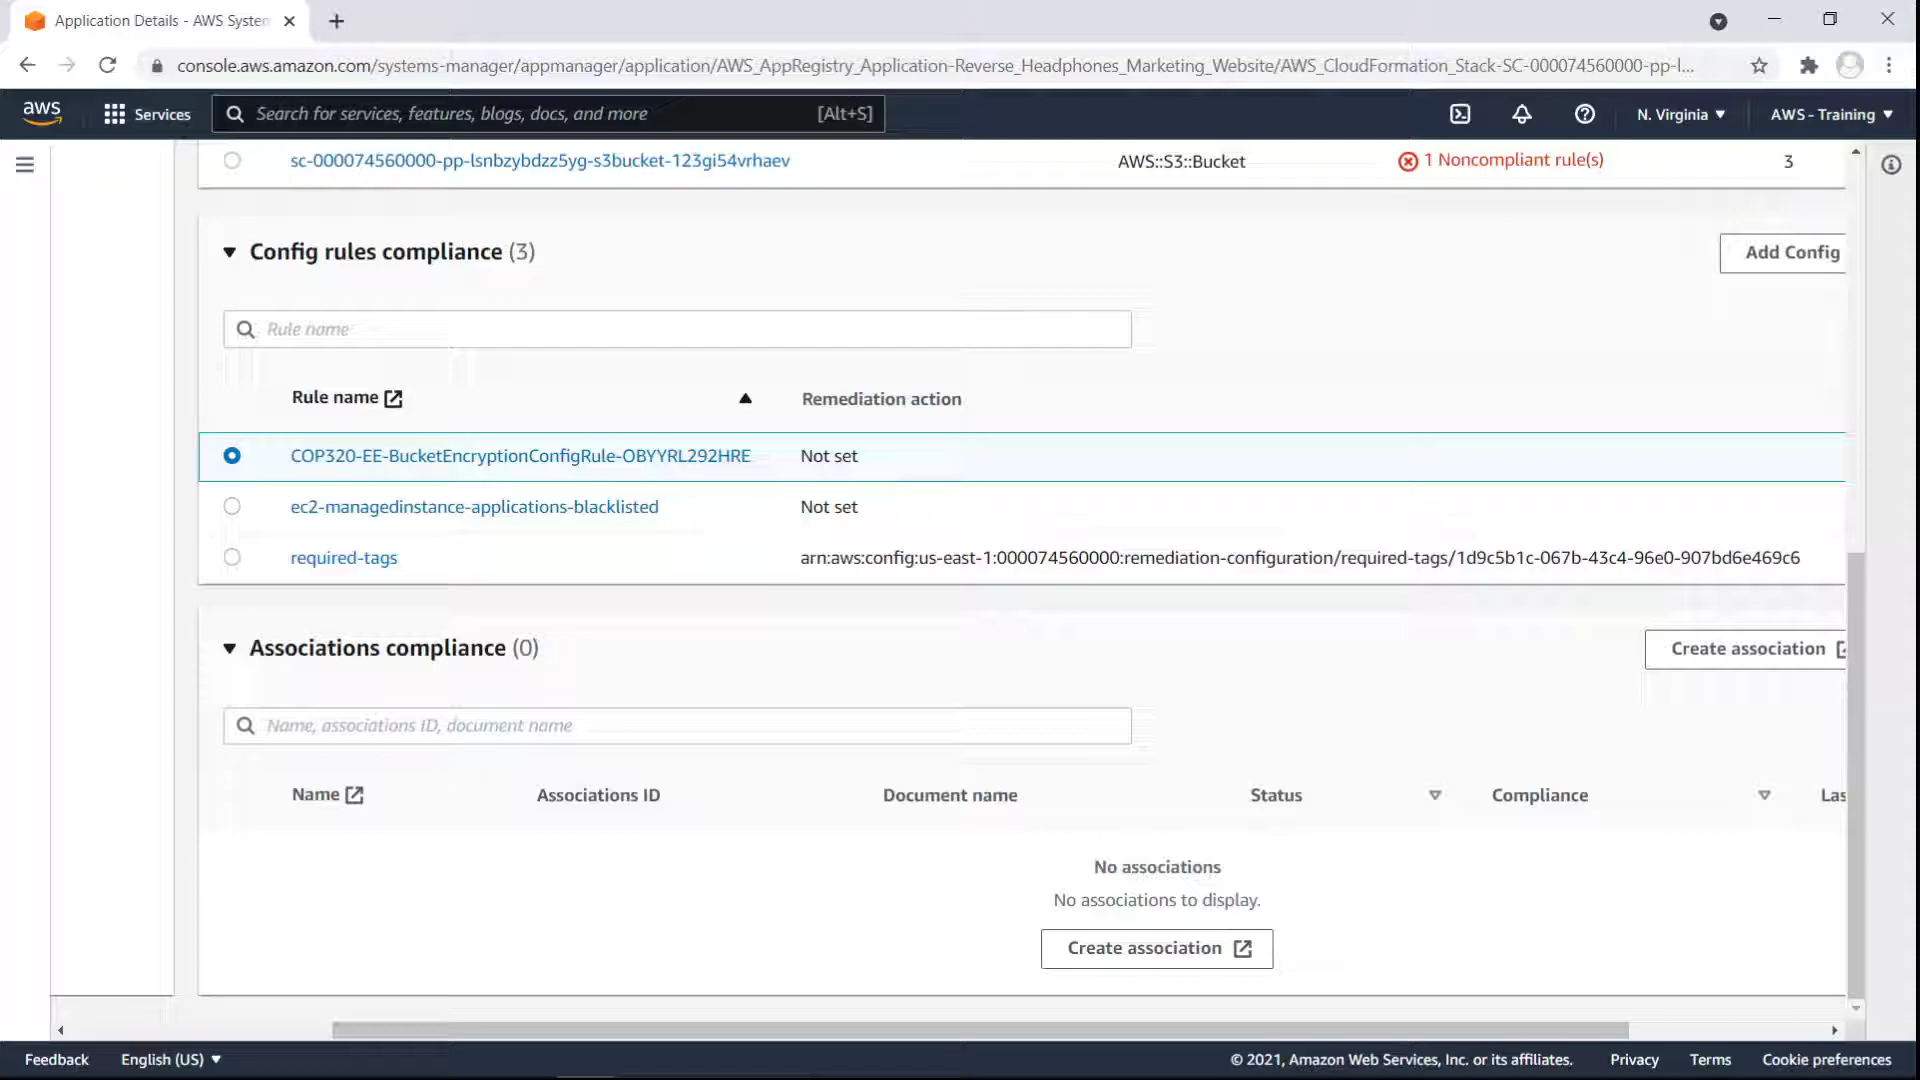 Application Details - AWS System
console.aws.amazon.com/systems-manager/appmanager/application/AWS_AppRegistry_Application-Reverse_Headphones_Marketing_Website/AWS_CloudFormation_Stack-SC-000074560000-pp-l...
aws Services Search for services, features, blogs, docs, and more [Alt+S] N. Virginia AWS - Training
sc-000074560000-pp-lsnbzybdzz5yg-s3bucket-123gi54vrhaev AWS::S3::Bucket 1 Noncompliant rule(s) 3
Config rules compliance (3) Add Config
Rule name
Rule name Remediation action
COP320-EE-BucketEncryptionConfigRule-OBYYRL292HRE Not set
ec2-managedinstance-applications-blacklisted Not set
required-tags arn:aws:config:us-east-1:000074560000:remediation-configuration/required-tags/1d9c5b1c-067b-43c4-96e0-907bd6e469c6
Associations compliance (0) Create association
Name, associations ID, document name
Name Associations ID Document name Status Compliance Las
No associations
No associations to display.
Create association
Feedback English (US) © 2021, Amazon Web Services, Inc. or its affiliates. Privacy Terms Cookie preferences